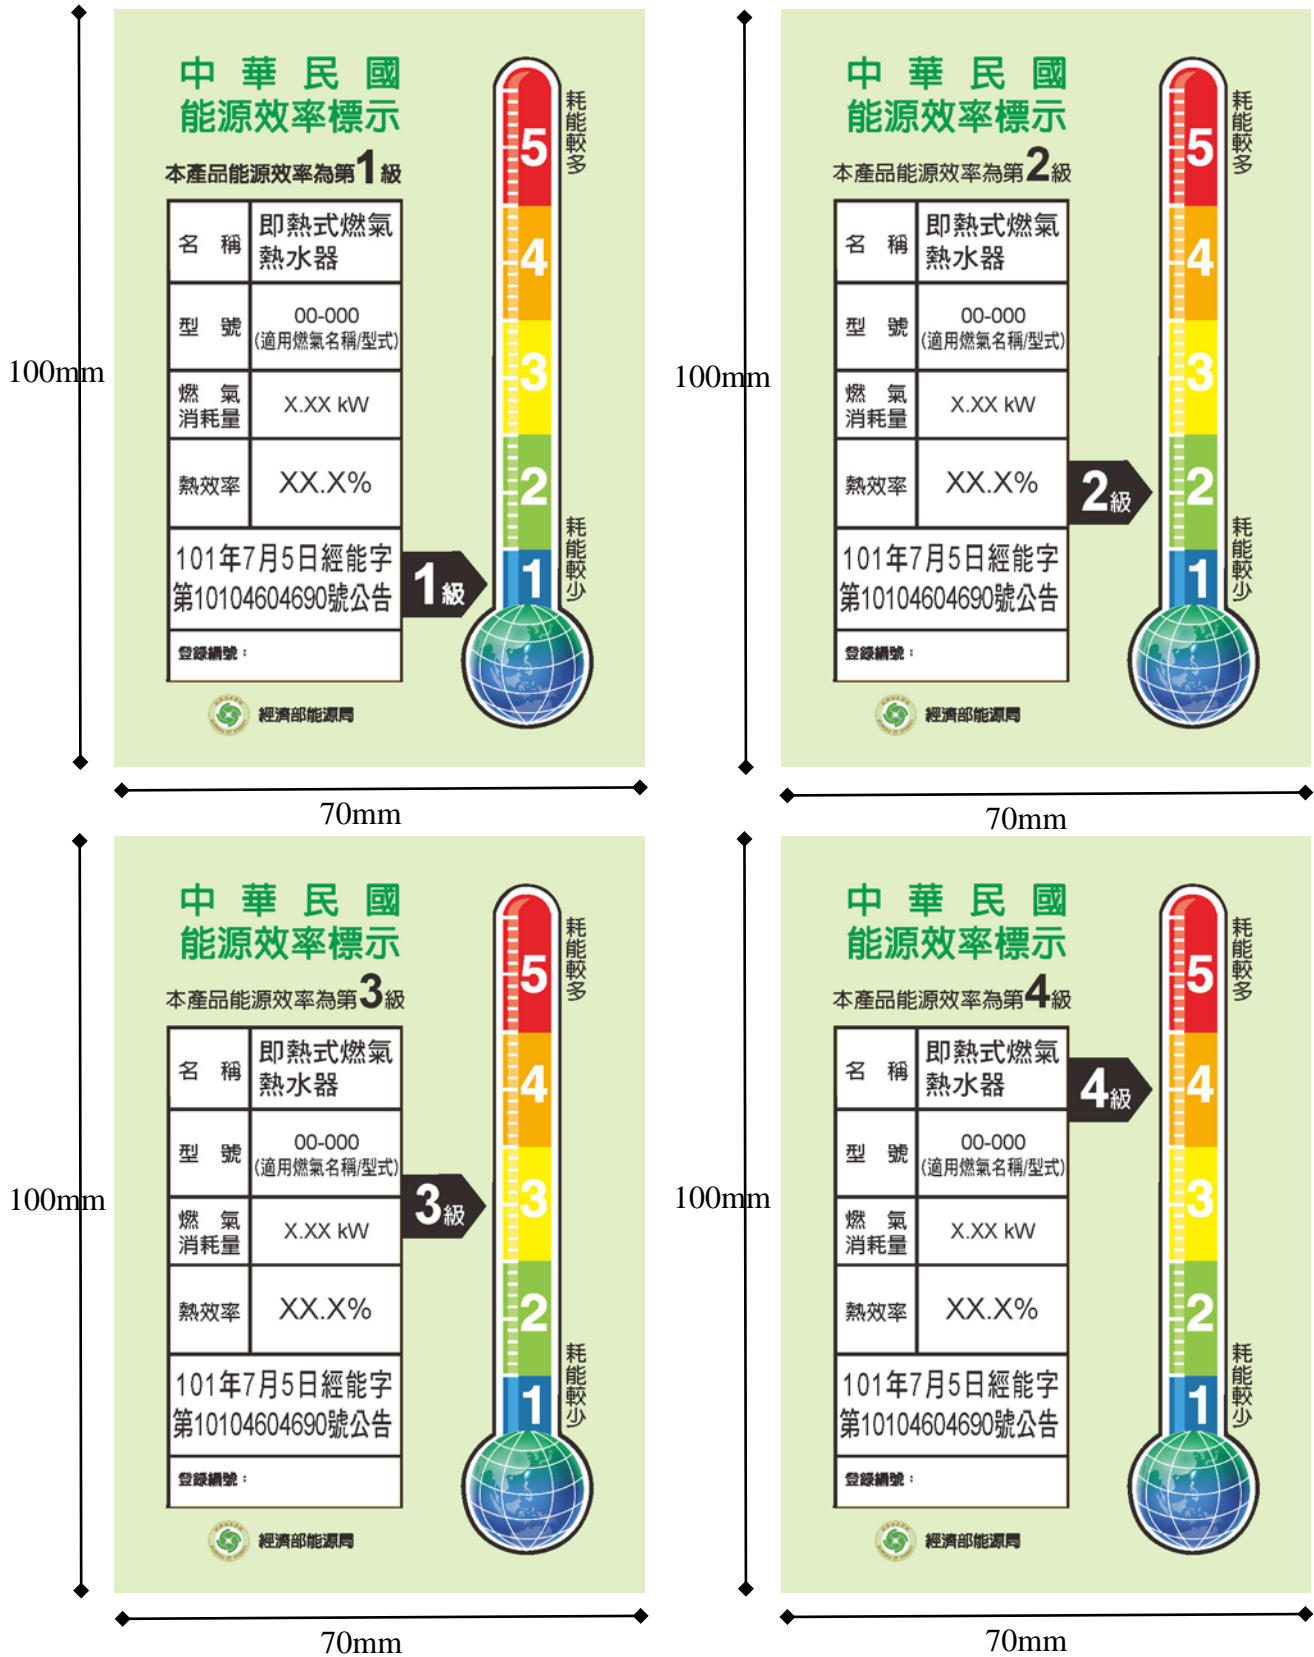 中華民國
能源效率標示
本產品能源效率為第1級
名稱
即熱式燃氣
熱水器
型號
00-000
(適用燃氣名稱/型式)
燃氣
消耗量
X.XX kW
熱效率
XX.X%
101年7月5日經能字
第10104604690號公告
登錄編號：
經濟部能源局
1級
耗能較多
5
4
3
2
1
耗能較少
100mm
70mm
中華民國
能源效率標示
本產品能源效率為第2級
名稱
即熱式燃氣
熱水器
型號
00-000
(適用燃氣名稱/型式)
燃氣
消耗量
X.XX kW
熱效率
XX.X%
101年7月5日經能字
第10104604690號公告
登錄編號：
經濟部能源局
2級
耗能較多
5
4
3
2
1
耗能較少
100mm
70mm
中華民國
能源效率標示
本產品能源效率為第3級
名稱
即熱式燃氣
熱水器
型號
00-000
(適用燃氣名稱/型式)
燃氣
消耗量
X.XX kW
熱效率
XX.X%
101年7月5日經能字
第10104604690號公告
登錄編號：
經濟部能源局
3級
耗能較多
5
4
3
2
1
耗能較少
100mm
70mm
中華民國
能源效率標示
本產品能源效率為第4級
名稱
即熱式燃氣
熱水器
型號
00-000
(適用燃氣名稱/型式)
燃氣
消耗量
X.XX kW
熱效率
XX.X%
101年7月5日經能字
第10104604690號公告
登錄編號：
經濟部能源局
4級
耗能較多
5
4
3
2
1
耗能較少
100mm
70mm